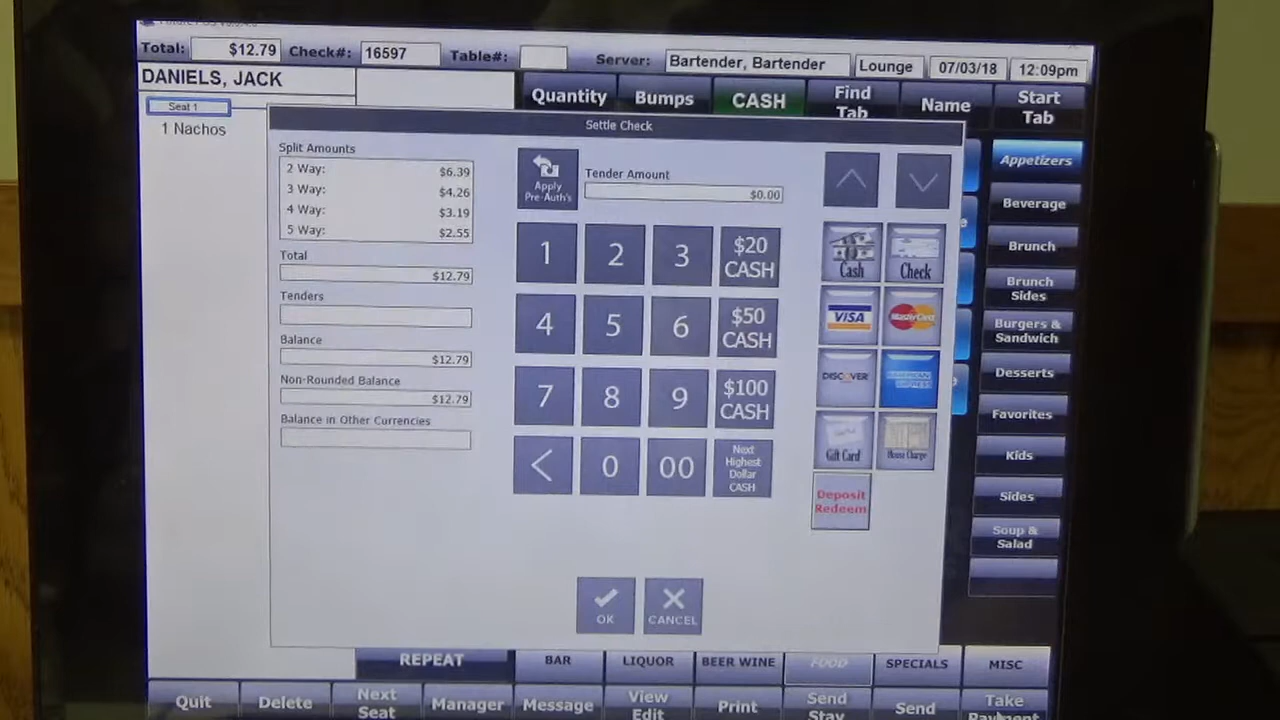 Total: $12.79 Check#: 16597 Table#: Server: Bartender, Bartender Lounge 07/03/18 12:09pm
DANIELS, JACK
Quantity Bumps CASH Find Tab Name Start Tab
Seat 1
1 Nachos
Settle Check
Split Amounts
2 Way: $6.39
3 Way: $4.26
4 Way: $3.19
5 Way: $2.55
Total
$12.79
Tenders
Balance
$12.79
Non-Rounded Balance
$12.79
Balance in Other Currencies
Apply
Pre-Auth's
Tender Amount
$0.00
1 2 3 $20 CASH
4 5 6 $50 CASH
7 8 9 $100 CASH
< 0 00 Next Highest Dollar CASH
OK CANCEL
Cash Check
VISA MasterCard
DISCOVER AMERICAN EXPRESS
Gift Card House Charge
Deposit
Redeem
Appetizers
Beverage
Brunch
Brunch
Sides
Burgers &
Sandwich
Desserts
Favorites
Kids
Sides
Soup &
Salad
REPEAT BAR LIQUOR BEER WINE FOOD SPECIALS MISC
Quit Delete Next Seat Manager Message View Edit Print Send Stay Send Take Payment